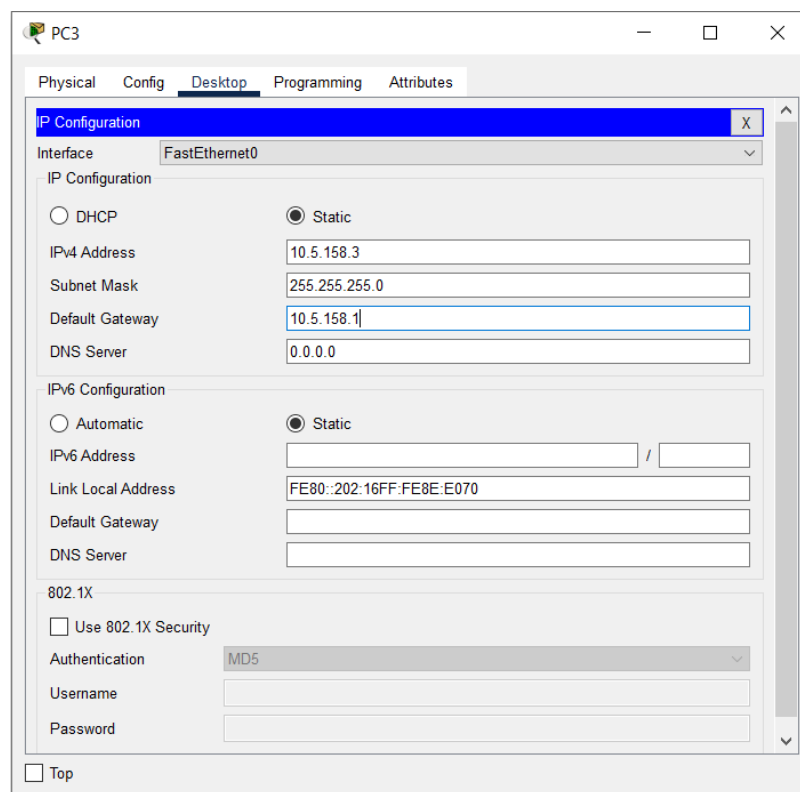 PC3
Physical Config Desktop Programming Attributes
IP Configuration X
Interface FastEthernet0
IP Configuration
DHCP Static
IPv4 Address 10.5.158.3
Subnet Mask 255.255.255.0
Default Gateway 10.5.158.1
DNS Server 0.0.0.0
IPv6 Configuration
Automatic Static
IPv6 Address /
Link Local Address FE80::202:16FF:FE8E:E070
Default Gateway
DNS Server
802.1X
Use 802.1X Security
Authentication MD5
Username
Password
Top